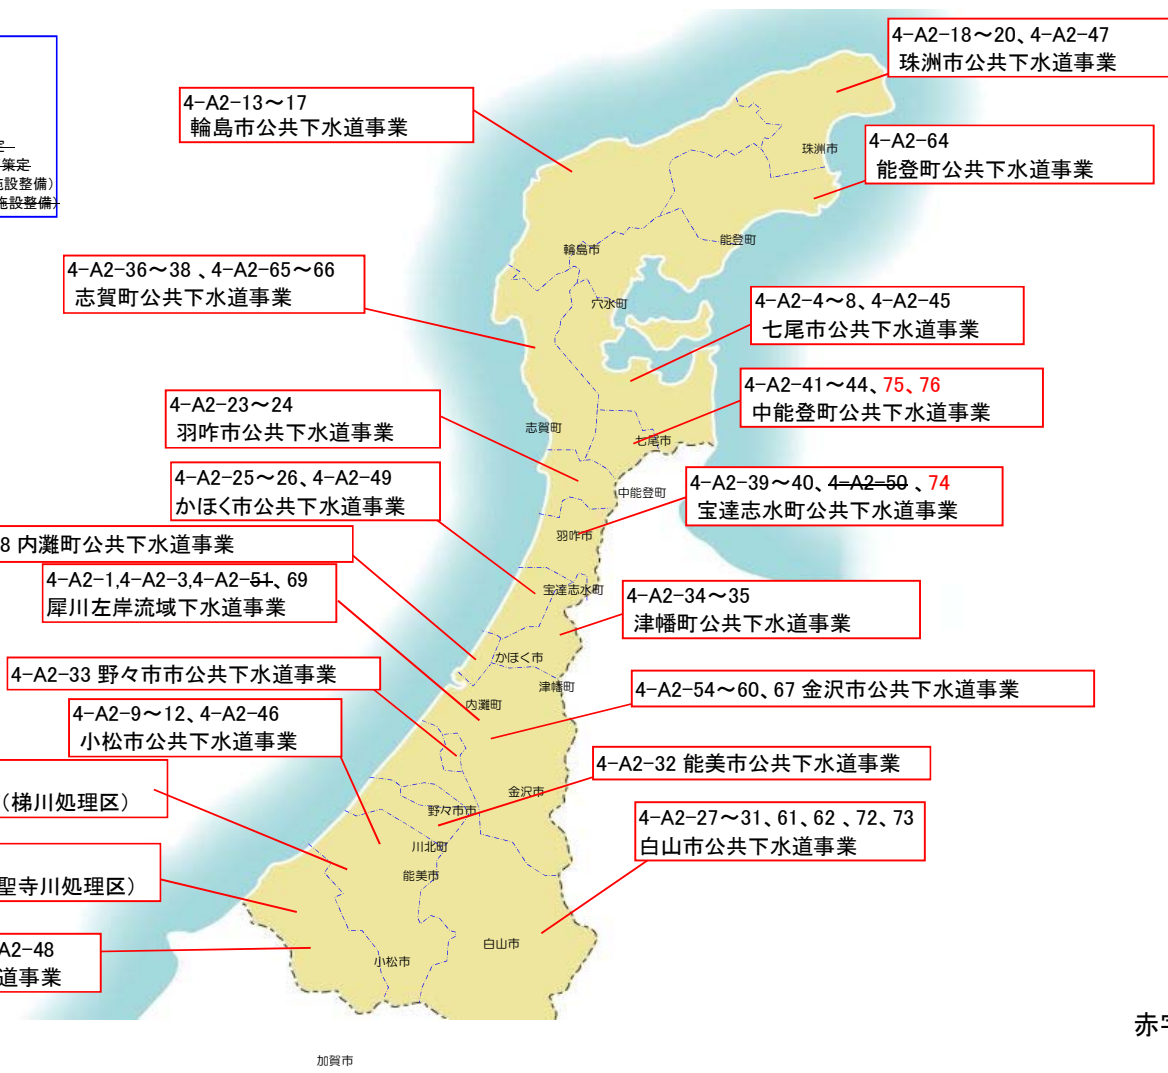 4-A2-18～20、4-A2-47
珠洲市公共下水道事業
4-A2-13～17
輪島市公共下水道事業
4-A2-64
能登町公共下水道事業
策定
施設整備）
施設整備）
珠洲市
能登町
輪島市
穴水町
4-A2-36～38 、4-A2-65～66
志賀町公共下水道事業
4-A2-4～8、4-A2-45
七尾市公共下水道事業
4-A2-41～44、75、76
中能登町公共下水道事業
4-A2-23～24
羽咋市公共下水道事業
志賀町
七尾市
中能登町
4-A2-25～26、4-A2-49
かほく市公共下水道事業
4-A2-39～40、4-A2-50 、74
宝達志水町公共下水道事業
羽咋市
8 内灘町公共下水道事業
4-A2-1,4-A2-3,4-A2-51、69
犀川左岸流域下水道事業
宝達志水町
4-A2-34～35
津幡町公共下水道事業
かほく市
津幡町
4-A2-33 野々市市公共下水道事業
4-A2-54～60、67 金沢市公共下水道事業
内灘町
4-A2-9～12、4-A2-46
小松市公共下水道事業
4-A2-32 能美市公共下水道事業
金沢市
（梯川処理区）
野々市市
4-A2-27～31、61、62 、72、73
白山市公共下水道事業
川北町
能美市
聖寺川処理区）
白山市
A2-48
道事業
小松市
赤字
加賀市